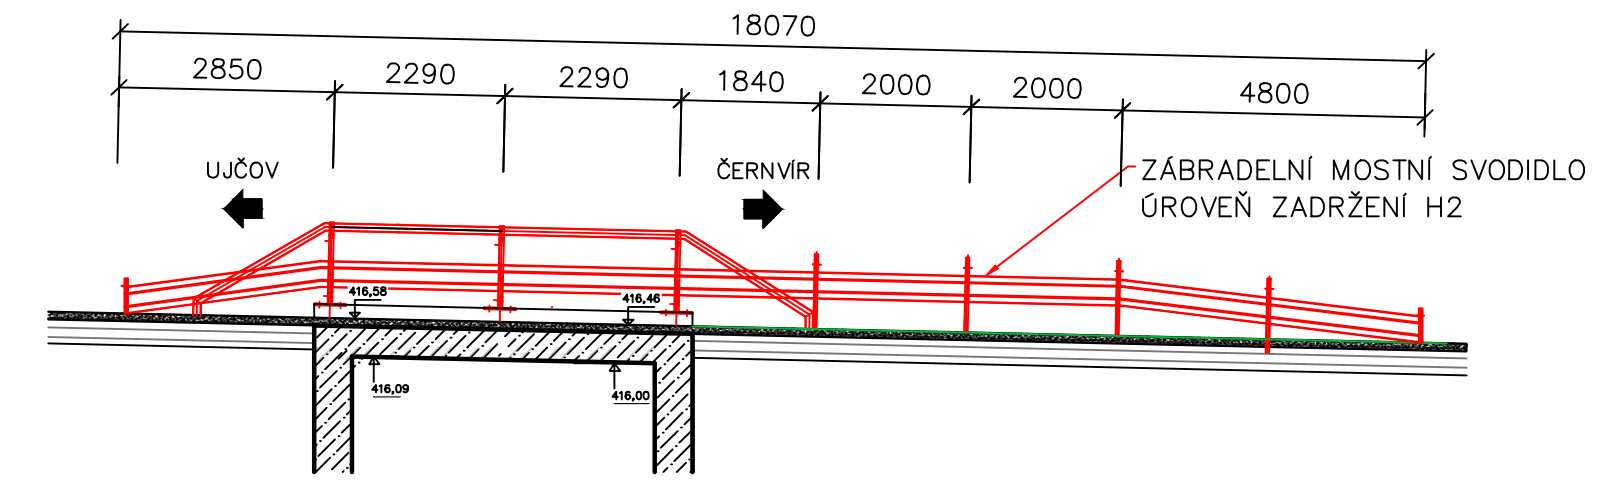 18070
2850 2290 2290 1840 2000 2000 4800
UJČOV ČERNVÍR
ZÁBRADELNÍ MOSTNÍ SVODIDLO
ÚROVEŇ ZADRŽENÍ H2
416,58 416,46
416,09 416,00